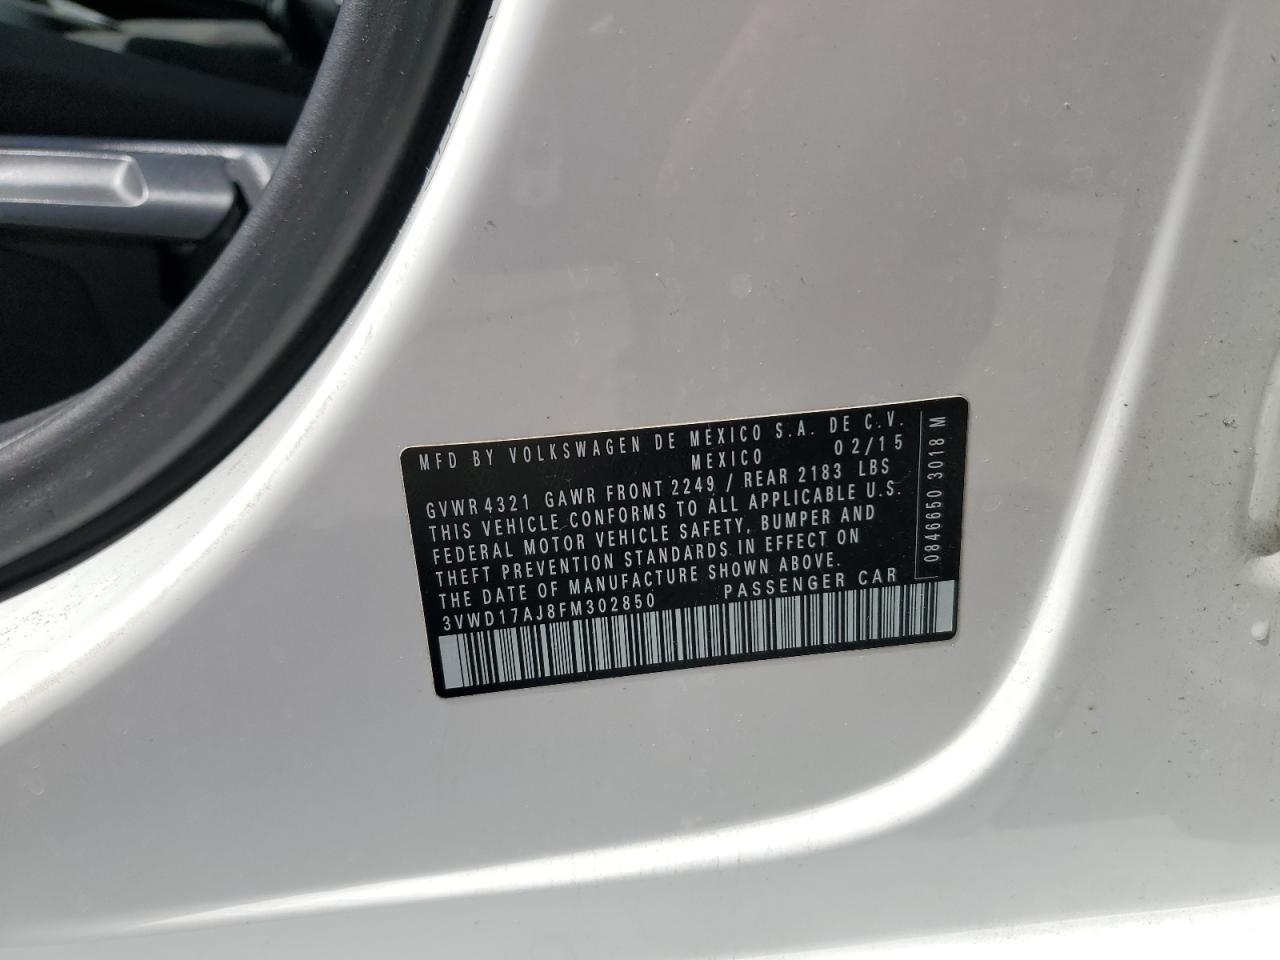 MFD BY VOLKSWAGEN DE MEXICO S.A. DE C.V.
MEXICO 02/15
GVWR 4321 GAWR FRONT 2249 / REAR 2183 LBS
THIS VEHICLE CONFORMS TO ALL APPLICABLE U.S.
FEDERAL MOTOR VEHICLE SAFETY, BUMPER AND
THEFT PREVENTION STANDARDS IN EFFECT ON
THE DATE OF MANUFACTURE SHOWN ABOVE.
3VWD17AJ8FM302850 PASSENGER CAR
0846650 3018 M